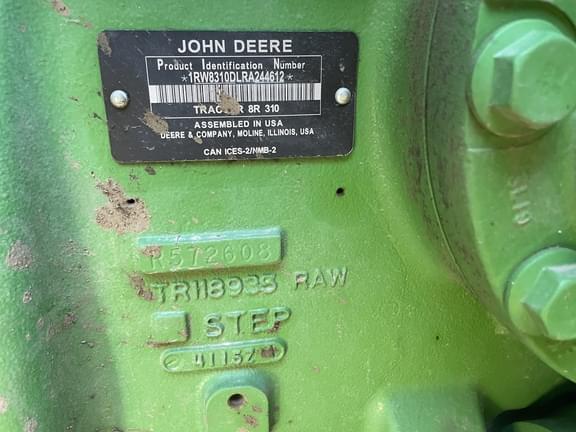 JOHN DEERE
Product Identification Number
*1RW8310DLRA244612*
TRACTOR 8R 310
ASSEMBLED IN USA
DEERE & COMPANY, MOLINE, ILLINOIS, USA
CAN ICES-2/NMB-2
R572608
TR118935 RAW
STEP